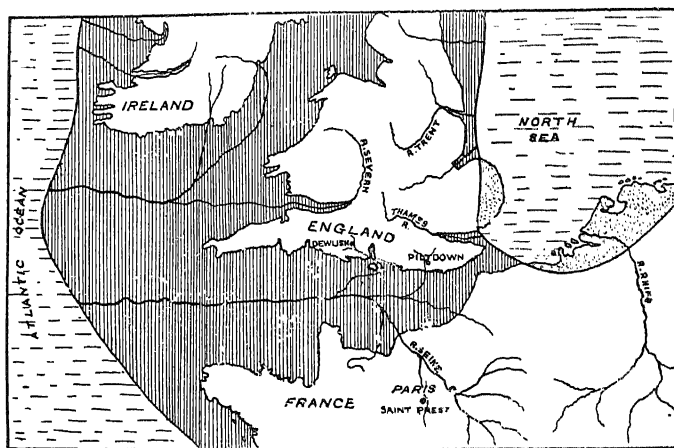 IRELAND
NORTH
SEA
R. SEVERN
R. TRENT
THAMES
R.
ENGLAND
DEWLISH
PILTDOWN
ATLANTIC OCEAN
R. RHINE
R. SEINE
FRANCE
PARIS
SAINT PREST